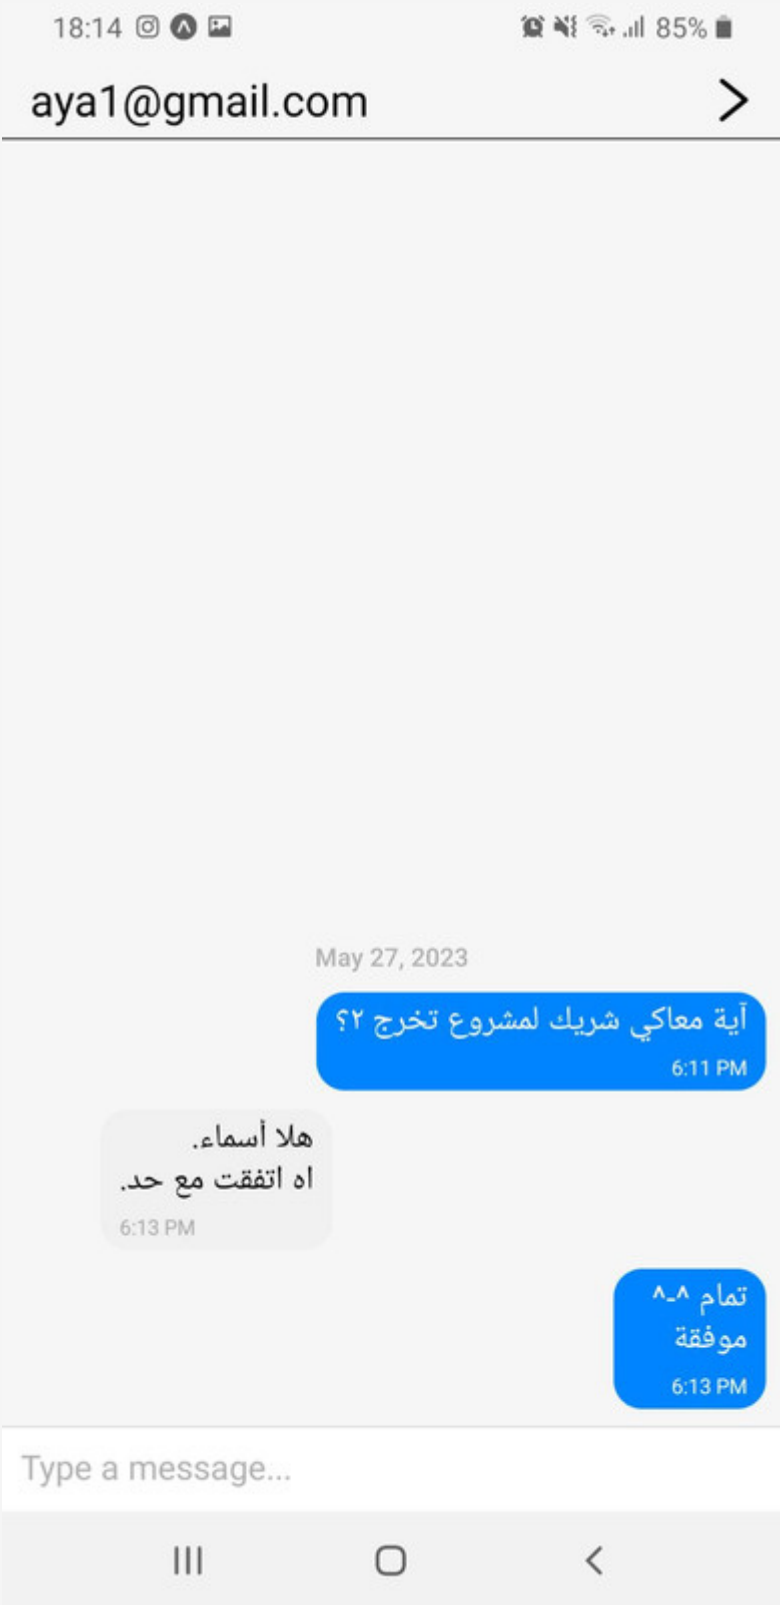 18:14
85%
aya1@gmail.com
May 27, 2023
آية معاكي شريك لمشروع تخرج ٢؟
6:11 PM
هلا أسماء.
اه اتفقت مع حد.
6:13 PM
تمام ^-^
موفقة
6:13 PM
Type a message...